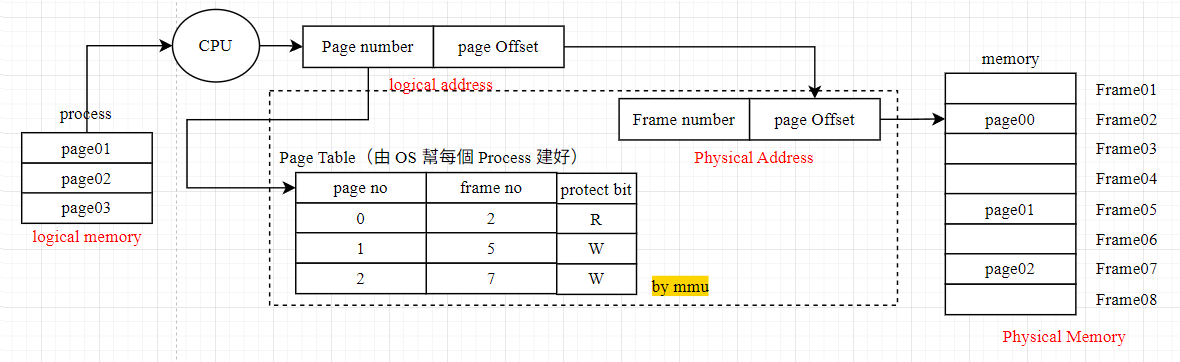 CPU
Page number
page Offset
logical address
process
page01
page02
page03
logical memory
Page Table（由 OS 幫每個 Process 建好）
page no
frame no
protect bit
0
2
R
1
5
W
2
7
W
by mmu
Frame number
page Offset
Physical Address
memory
Frame01
page00
Frame02
Frame03
Frame04
page01
Frame05
Frame06
page02
Frame07
Frame08
Physical Memory